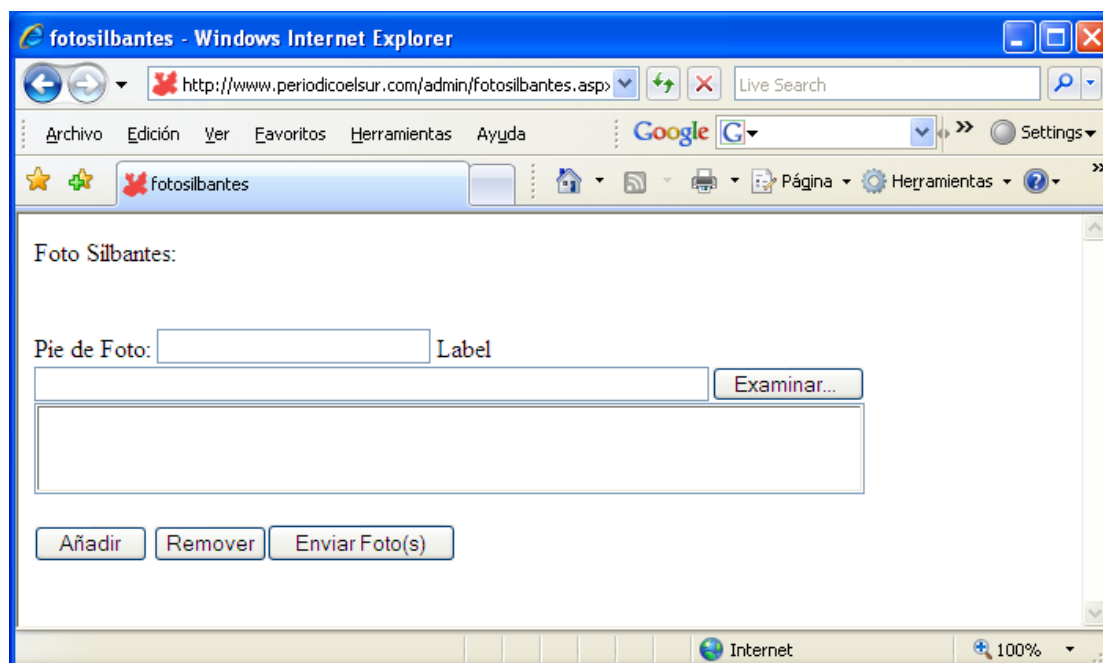 fotosilbantes - Windows Internet Explorer
http://www.periodicoelsur.com/admin/fotosilbantes.asp Live Search
Archivo Edición Ver Favoritos Herramientas Ayuda Google G Settings
fotosilbantes Página Herramientas
Foto Silbantes:
Pie de Foto: Label
Examinar...
Añadir Remover Enviar Foto(s)
Internet 100%